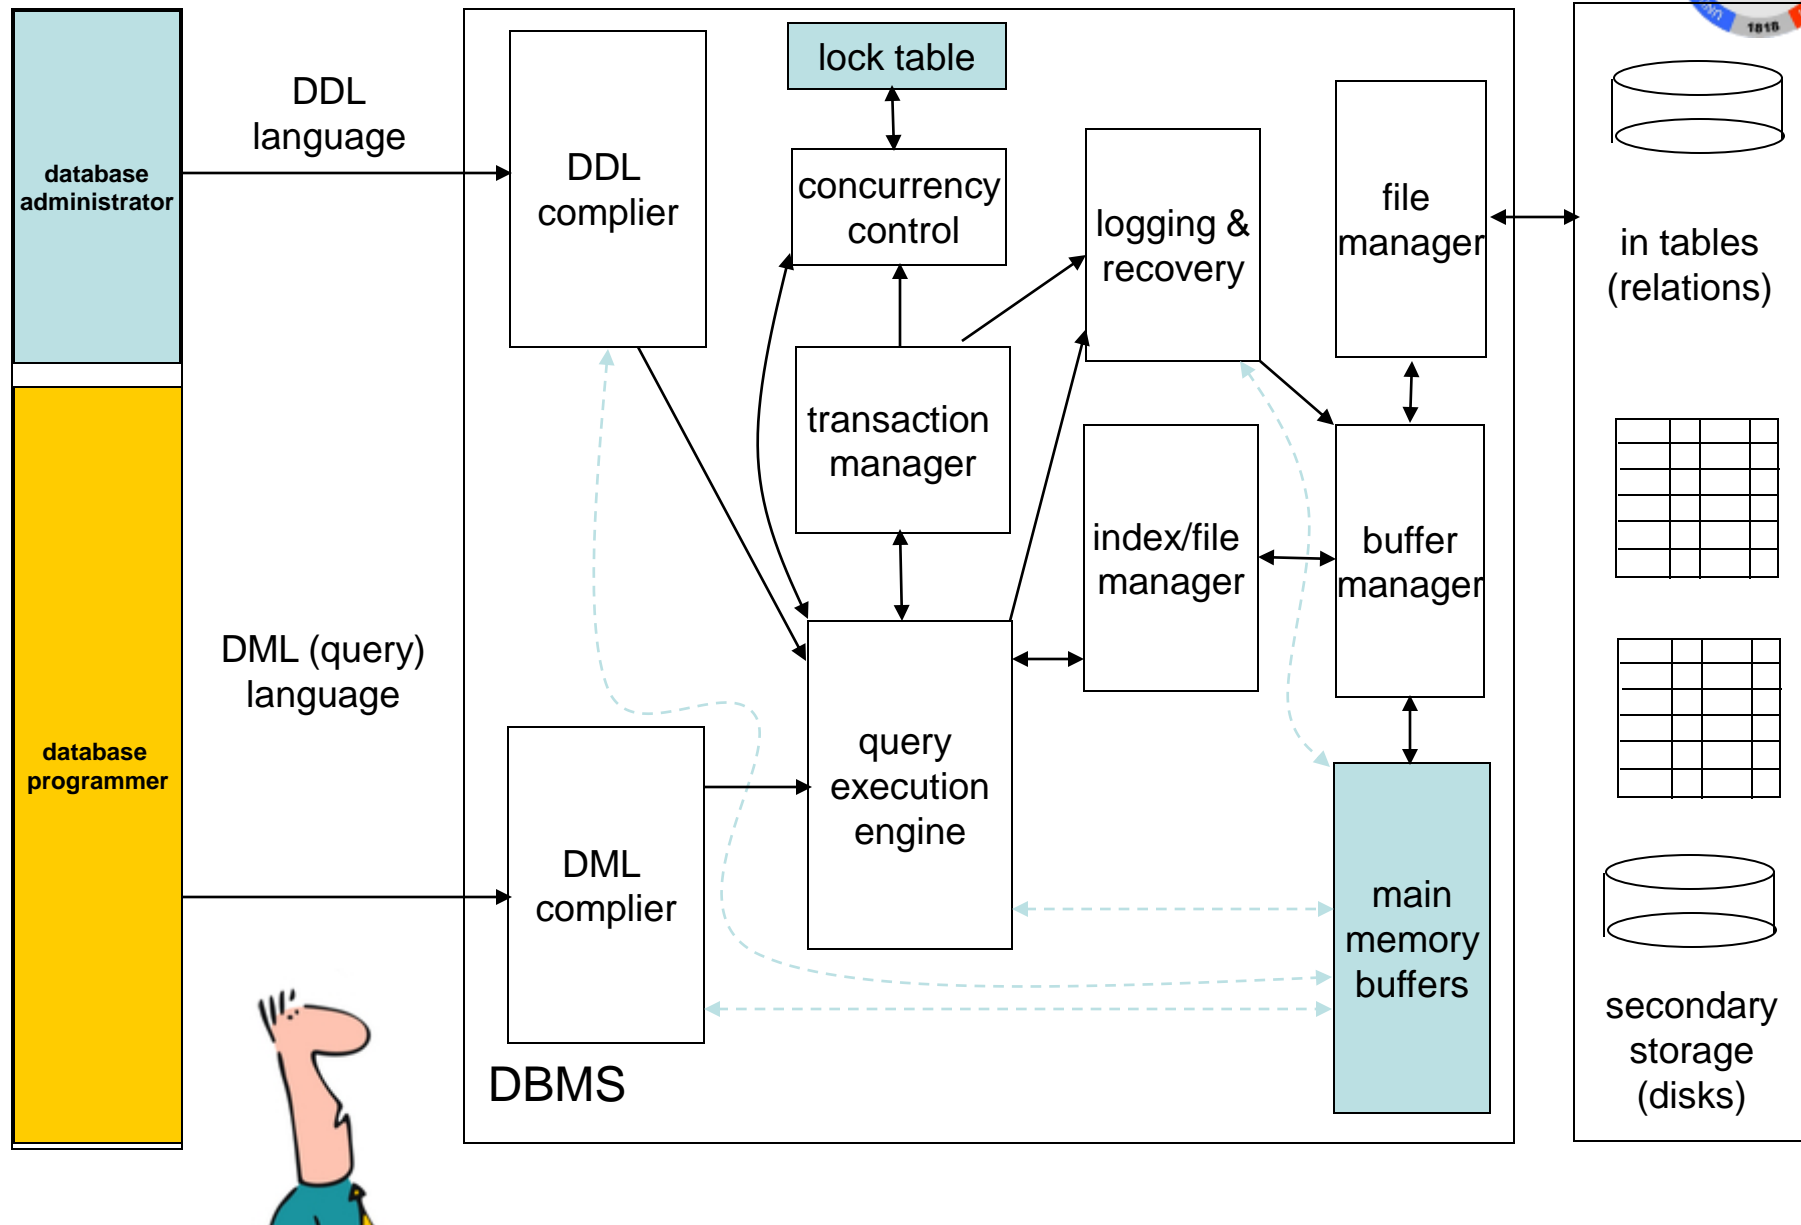 database
administrator
DDL
language
database
programmer
DML (query)
language
DDL
complier
DML
complier
DBMS
lock table
concurrency
control
transaction
manager
query
execution
engine
logging &
recovery
index/file
manager
file
manager
buffer
manager
main
memory
buffers
1818
in tables
(relations)
secondary
storage
(disks)